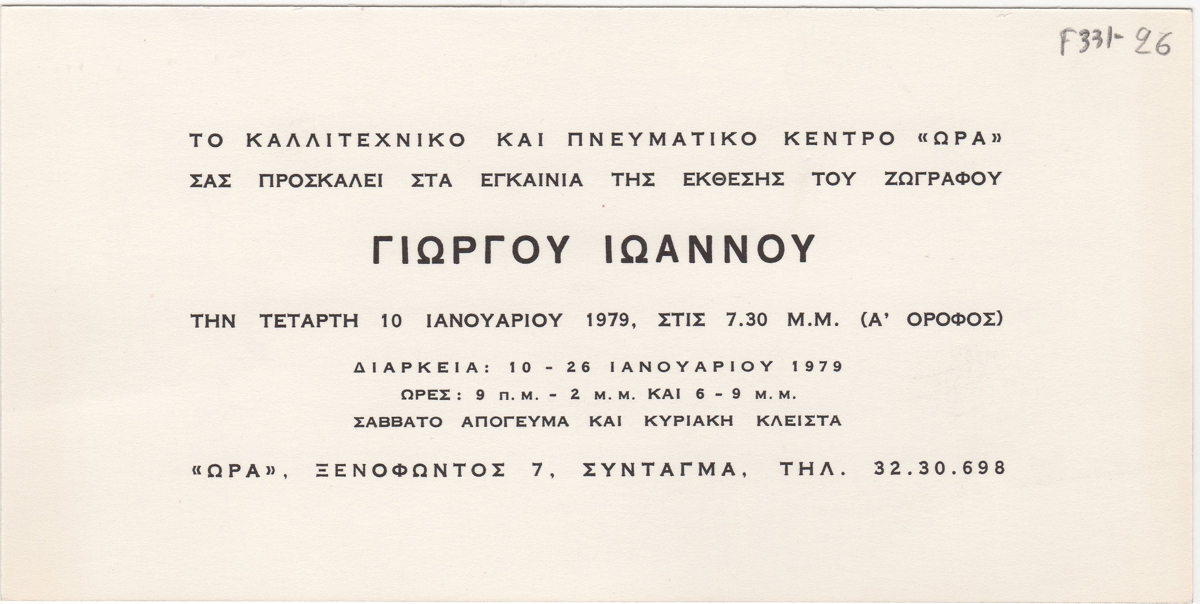 F331-26
ΤΟ ΚΑΛΛΙΤΕΧΝΙΚΟ ΚΑΙ ΠΝΕΥΜΑΤΙΚΟ ΚΕΝΤΡΟ «ΩΡΑ»
ΣΑΣ ΠΡΟΣΚΑΛΕΙ ΣΤΑ ΕΓΚΑΙΝΙΑ ΤΗΣ ΕΚΘΕΣΗΣ ΤΟΥ ΖΩΓΡΑΦΟΥ
ΓΙΩΡΓΟΥ ΙΩΑΝΝΟΥ
ΤΗΝ ΤΕΤΑΡΤΗ 10 ΙΑΝΟΥΑΡΙΟΥ 1979, ΣΤΙΣ 7.30 Μ.Μ. (Α' ΟΡΟΦΟΣ)
ΔΙΑΡΚΕΙΑ: 10 - 26 ΙΑΝΟΥΑΡΙΟΥ 1979
ΩΡΕΣ: 9 Π.Μ. - 2 Μ.Μ. ΚΑΙ 6 - 9 Μ.Μ.
ΣΑΒΒΑΤΟ ΑΠΟΓΕΥΜΑ ΚΑΙ ΚΥΡΙΑΚΗ ΚΛΕΙΣΤΑ
«ΩΡΑ», ΞΕΝΟΦΩΝΤΟΣ 7, ΣΥΝΤΑΓΜΑ, ΤΗΛ. 32.30.698